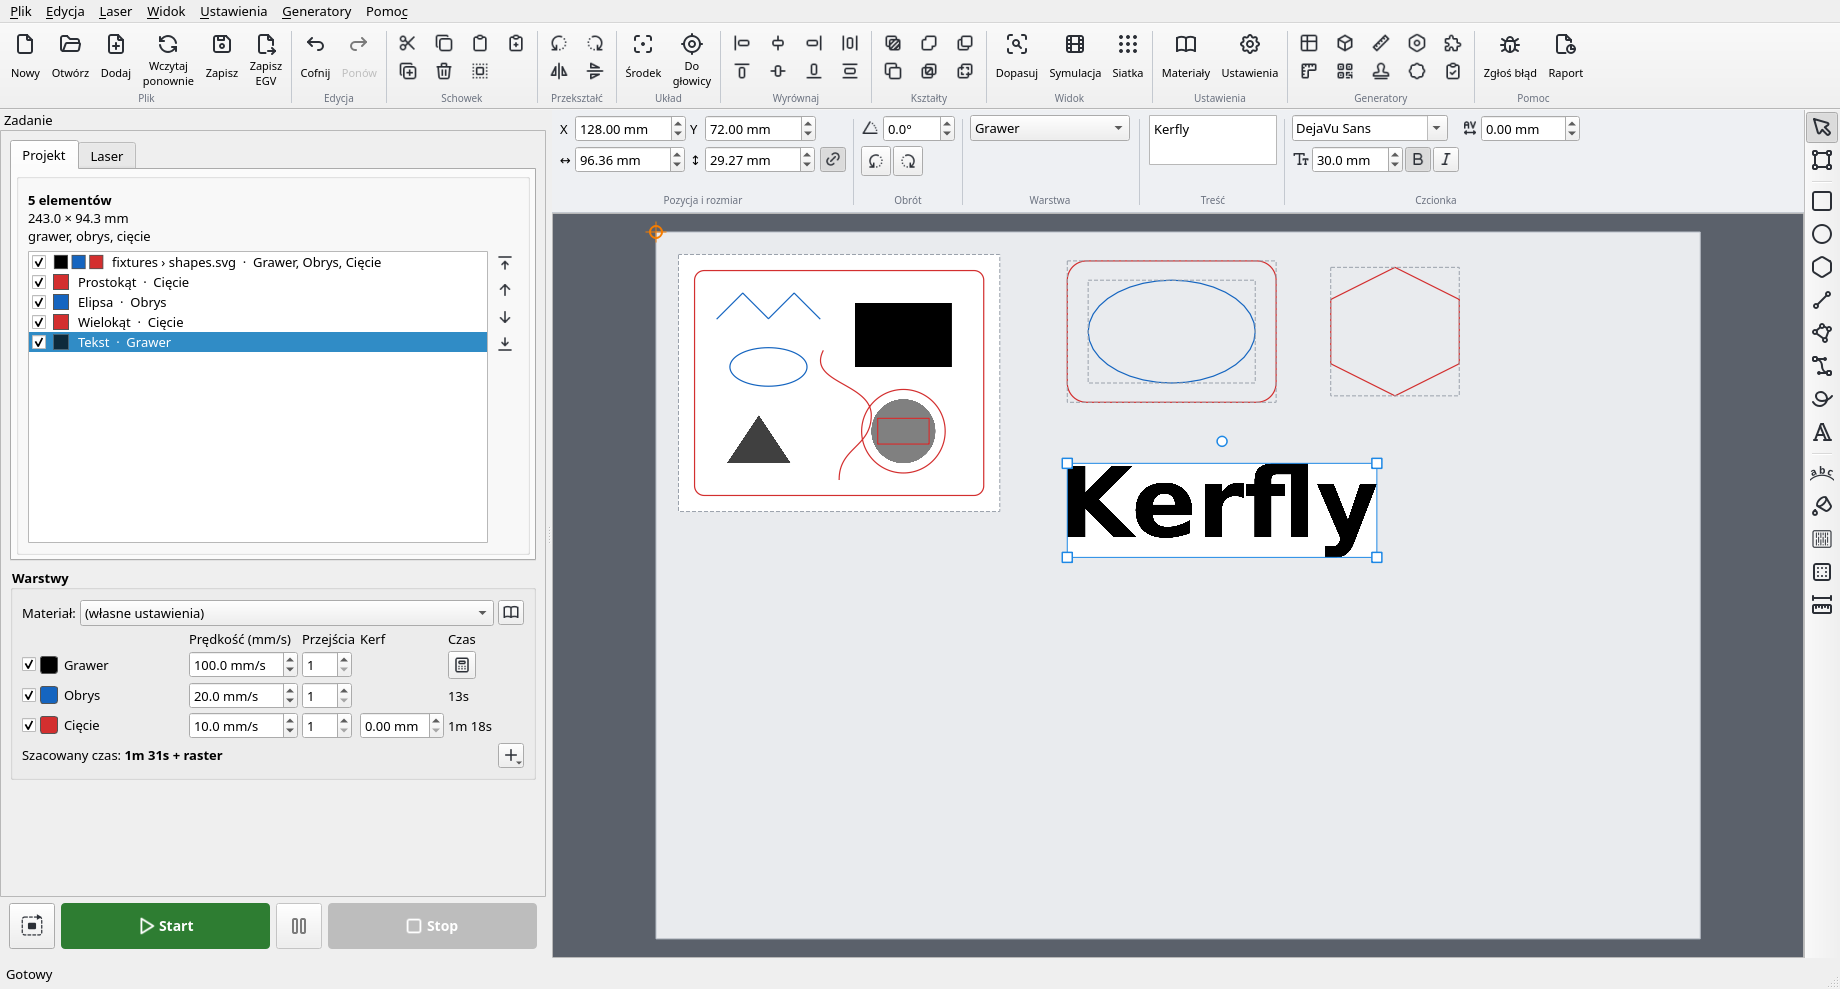 Plik Edycja Laser Widok Ustawienia Generatory Pomoc
Nowy Otwórz Dodaj Wczytaj ponownie Zapisz Zapisz EGV Cofnij Ponów Środek Do głowicy Dopasuj Symulacja Siatka Materiały Ustawienia Zgłoś błąd Raport
Plik Edycja Schowek Przekształć Układ Wyrównaj Kształty Widok Ustawienia Generatory Pomoc
Zadanie
Projekt Laser
5 elementów
243.0 × 94.3 mm
grawer, obrys, cięcie
fixtures › shapes.svg · Grawer, Obrys, Cięcie
Prostokąt · Cięcie
Elipsa · Obrys
Wielokąt · Cięcie
Tekst · Grawer
Warstwy
Materiał: (własne ustawienia)
Prędkość (mm/s) Przejścia Kerf Czas
Grawer 100.0 mm/s 1
Obrys 20.0 mm/s 1 13s
Cięcie 10.0 mm/s 1 0.00 mm 1m 18s
Szacowany czas: 1m 31s + raster
Start Stop
Gotowy
X 128.00 mm Y 72.00 mm 0.0° Grawer Kerfly DejaVu Sans AV 0.00 mm
96.36 mm 29.27 mm Tт 30.0 mm B I
Pozycja i rozmiar Obrót Warstwa Treść Czcionka
Kerfly
A
abc